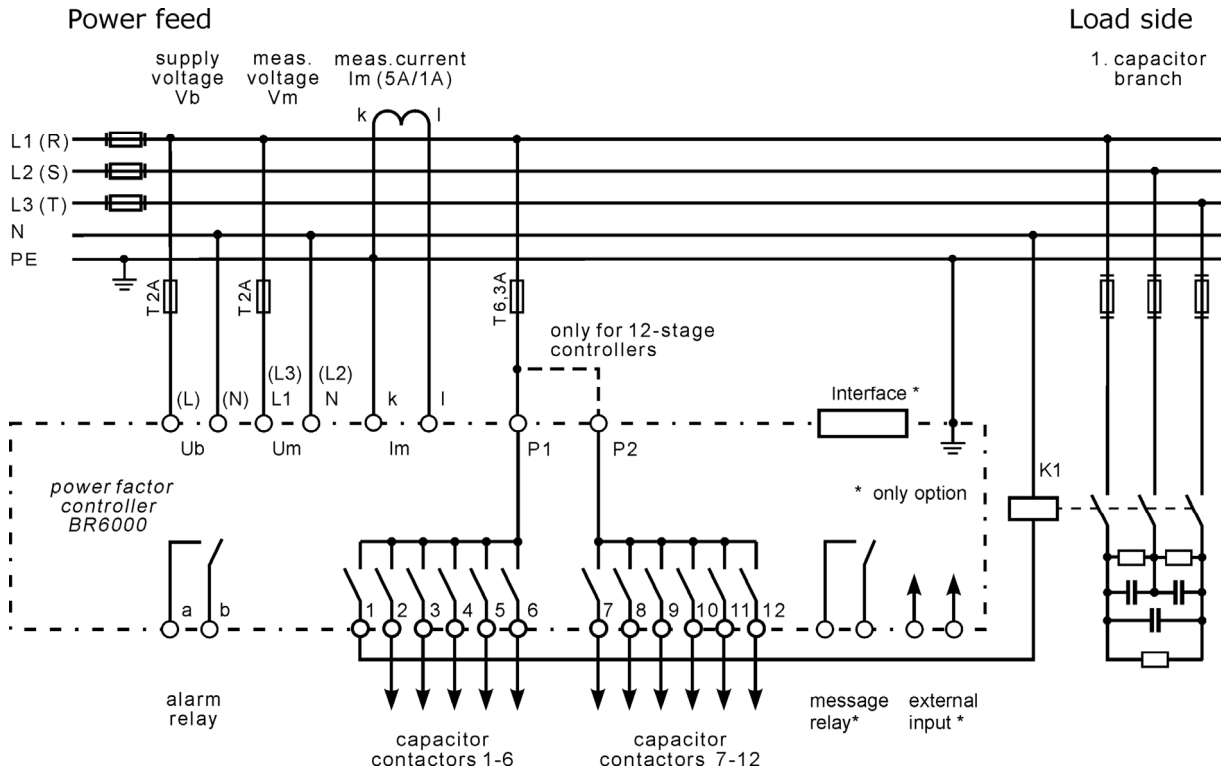 Power feed
Load side
supply
voltage
Vb
meas.
voltage
Vm
meas.current
Im (5A/1A)
1. capacitor
branch
k
l
L1 (R)
L2 (S)
L3 (T)
N
PE
T 2A
T 2A
T 6,3A
only for 12-stage
controllers
(L)
(N)
(L3)
L1
(L2)
N
k
l
Interface *
Ub
Um
Im
P1
P2
K1
power factor
controller
BR6000
* only option
a
b
1
2
3
4
5
6
7
8
9
10
11
12
alarm
relay
capacitor
contactors 1-6
capacitor
contactors 7-12
message
relay*
external
input *